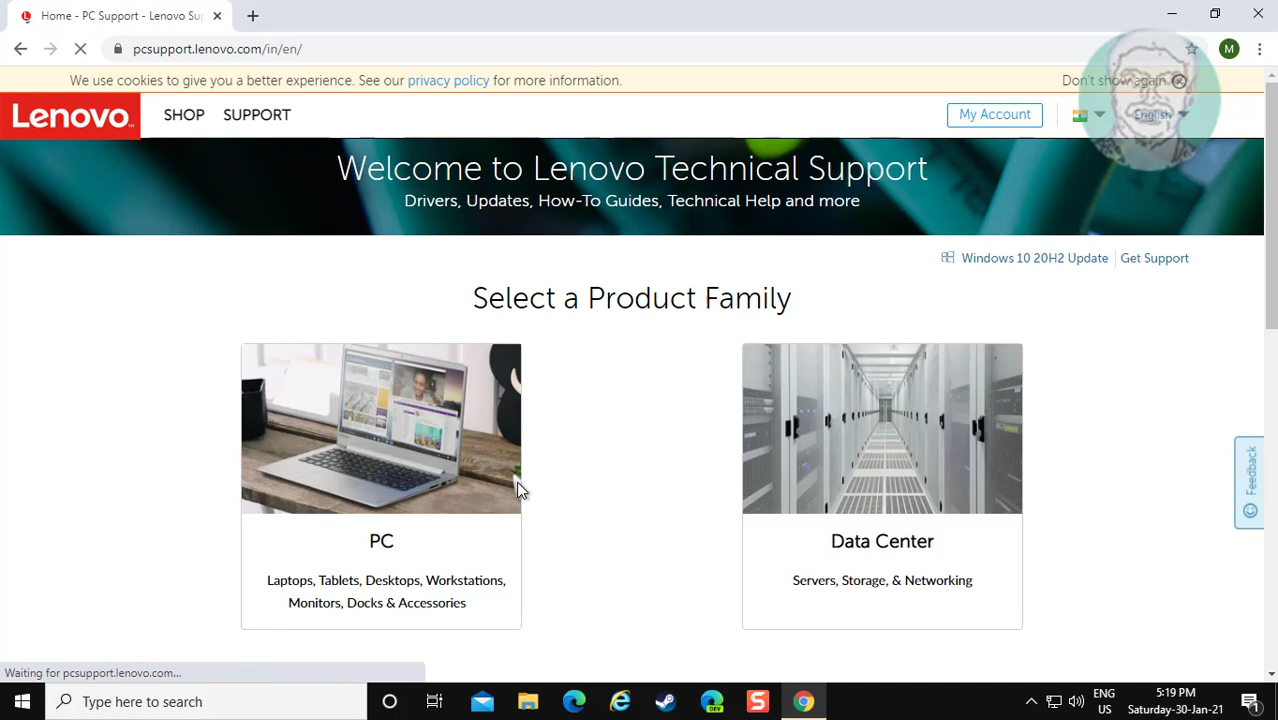 Home - PC Support - Lenovo Sup
pcsupport.lenovo.com/in/en/
M
We use cookies to give you a better experience. See our privacy policy for more information.
Don't show again
Lenovo.
SHOP
SUPPORT
My Account
English
Welcome to Lenovo Technical Support
Drivers, Updates, How-To Guides, Technical Help and more
Windows 10 20H2 Update
Get Support
Select a Product Family
PC
Laptops, Tablets, Desktops, Workstations,
Monitors, Docks & Accessories
Data Center
Servers, Storage, & Networking
Feedback
Waiting for pcsupport.lenovo.com...
Type here to search
DEV
S
ENG
US
5:19 PM
Saturday-30-Jan-21
1